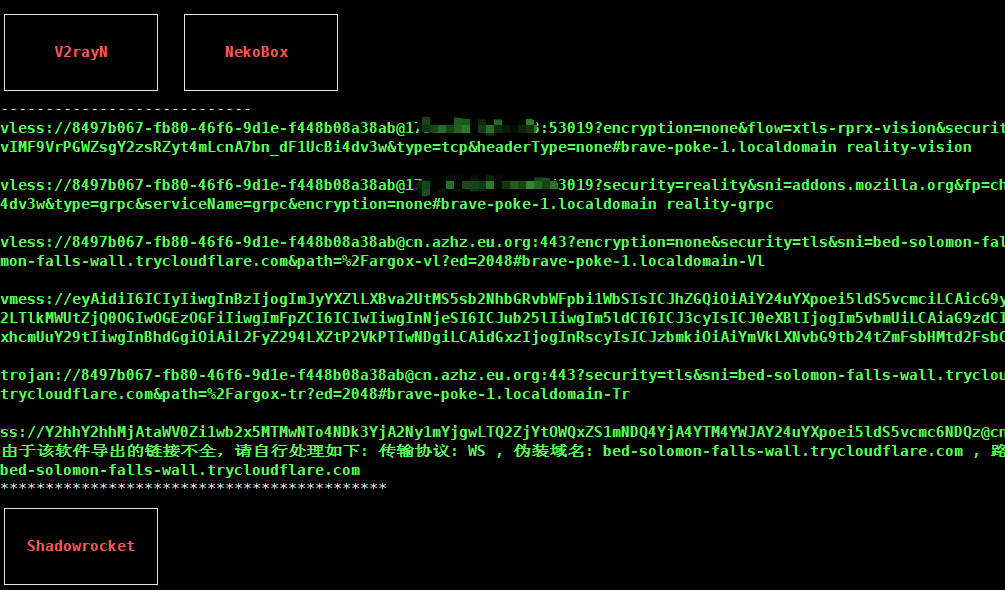 V2rayN NekoBox
----------------------------
vless://8497b067-fb80-46f6-9d1e-f448b08a38ab@17 8:53019?encryption=none&flow=xtls-rprx-vision&securit
vIMF9VrPGWZsgY2zsRZyt4mLcnA7bn_dF1UcBi4dv3w&type=tcp&headerType=none#brave-poke-1.localdomain reality-vision
vless://8497b067-fb80-46f6-9d1e-f448b08a38ab@17 3019?security=reality&sni=addons.mozilla.org&fp=ch
4dv3w&type=grpc&serviceName=grpc&encryption=none#brave-poke-1.localdomain reality-grpc
vless://8497b067-fb80-46f6-9d1e-f448b08a38ab@cn.azhz.eu.org:443?encryption=none&security=tls&sni=bed-solomon-fal
mon-falls-wall.trycloudflare.com&path=%2Fargox-vl?ed=2048#brave-poke-1.localdomain-Vl
vmess://eyAidiI6ICIyIiwgInBzIjogImJyYXZlLXBva2UtMS5sb2NhbGRvbWFpbi1WbSIsICJhZGQiOiAiY24uYXpoei5ldS5vcmciLCAicG9y
2LTlkMWUtZjQ0OGIwOGEzOGFiIiwgImFpZCI6ICIwIiwgInNjeSI6ICJub25lIiwgIm5ldCI6ICJ3cyIsICJ0eXBlIjogIm5vbmUiLCAiaG9zdCI
xhcmUuY29tIiwgInBhdGgiOiAiL2FyZ294LXZtP2VkPTIwNDgiLCAidGxzIjogInRscyIsICJzbmkiOiAiYmVkLXNvbG9tb24tZmFsbHMtd2FsbC
trojan://8497b067-fb80-46f6-9d1e-f448b08a38ab@cn.azhz.eu.org:443?security=tls&sni=bed-solomon-falls-wall.tryclou
trycloudflare.com&path=%2Fargox-tr?ed=2048#brave-poke-1.localdomain-Tr
ss://Y2hhY2hhMjAtaWV0Zi1wb2x5MTMwNTo4NDk3YjA2Ny1mYjgwLTQ2ZjYtOWQxZS1mNDQ4YjA4YTM4YWJAY24uYXpoei5ldS5vcmc6NDQz@cn
由于该软件导出的链接不全，请自行处理如下: 传输协议: WS ， 伪装域名: bed-solomon-falls-wall.trycloudflare.com ， 路
bed-solomon-falls-wall.trycloudflare.com
*******************************************
Shadowrocket